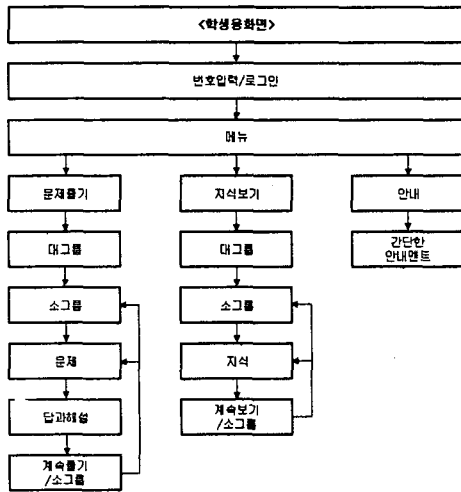 <학생용화면>
번호입력/로그인
메뉴
문제풀기
지식보기
안내
대그룹
대그룹
간단한
안내멘트
소그룹
소그룹
문제
지식
답과해설
계속보기
/소그룹
계속풀기
/소그룹